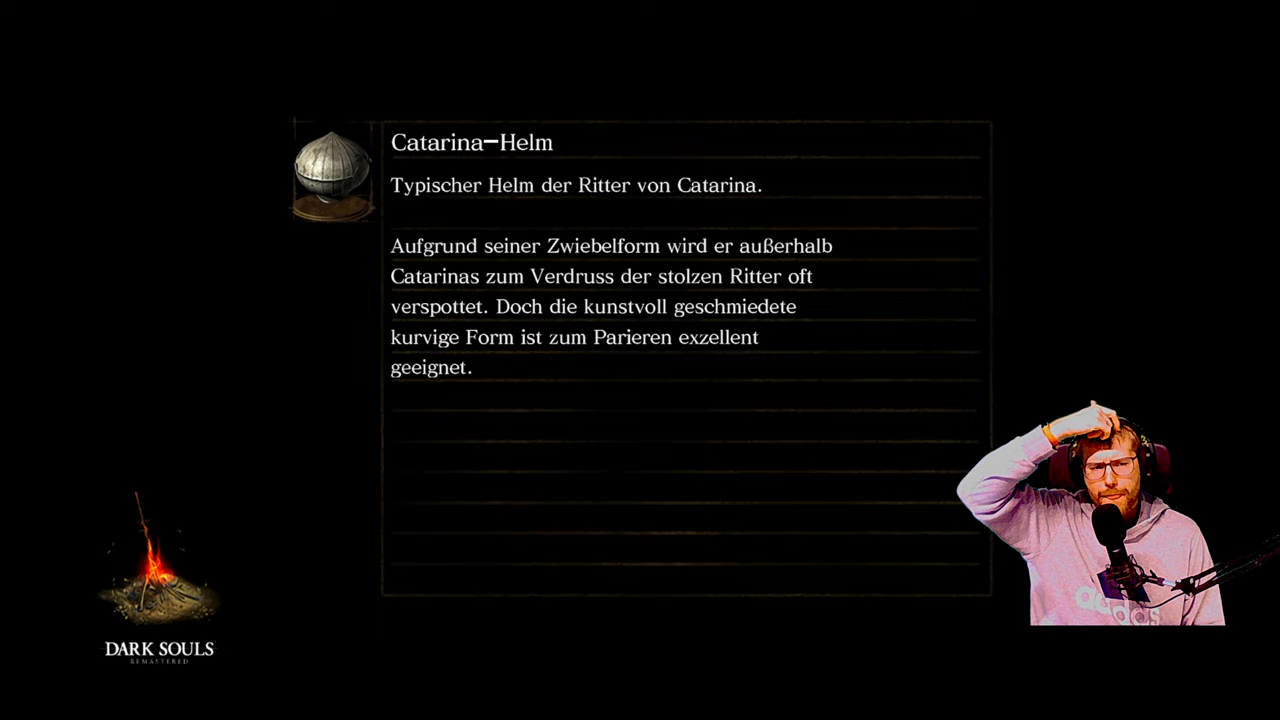 Catarina-Helm
Typischer Helm der Ritter von Catarina.
Aufgrund seiner Zwiebelform wird er außerhalb
Catarinas zum Verdruss der stolzen Ritter oft
verspottet. Doch die kunstvoll geschmiedete
kurvige Form ist zum Parieren exzellent
geeignet.
DARK SOULS
REMASTERED
adidas